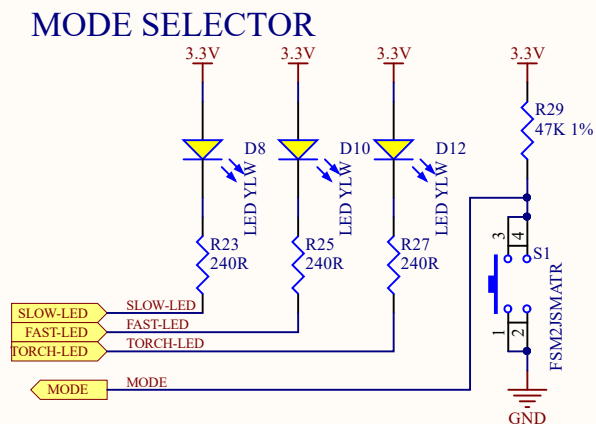 MODE SELECTOR
3.3V
3.3V
3.3V
3.3V
R29
47K 1%
D8
LED YLW
D10
LED YLW
D12
LED YLW
R23
240R
R25
240R
R27
240R
3
4
S1
FSM2JSMATR
1
2
SLOW-LED
SLOW-LED
FAST-LED
FAST-LED
TORCH-LED
TORCH-LED
MODE
MODE
GND